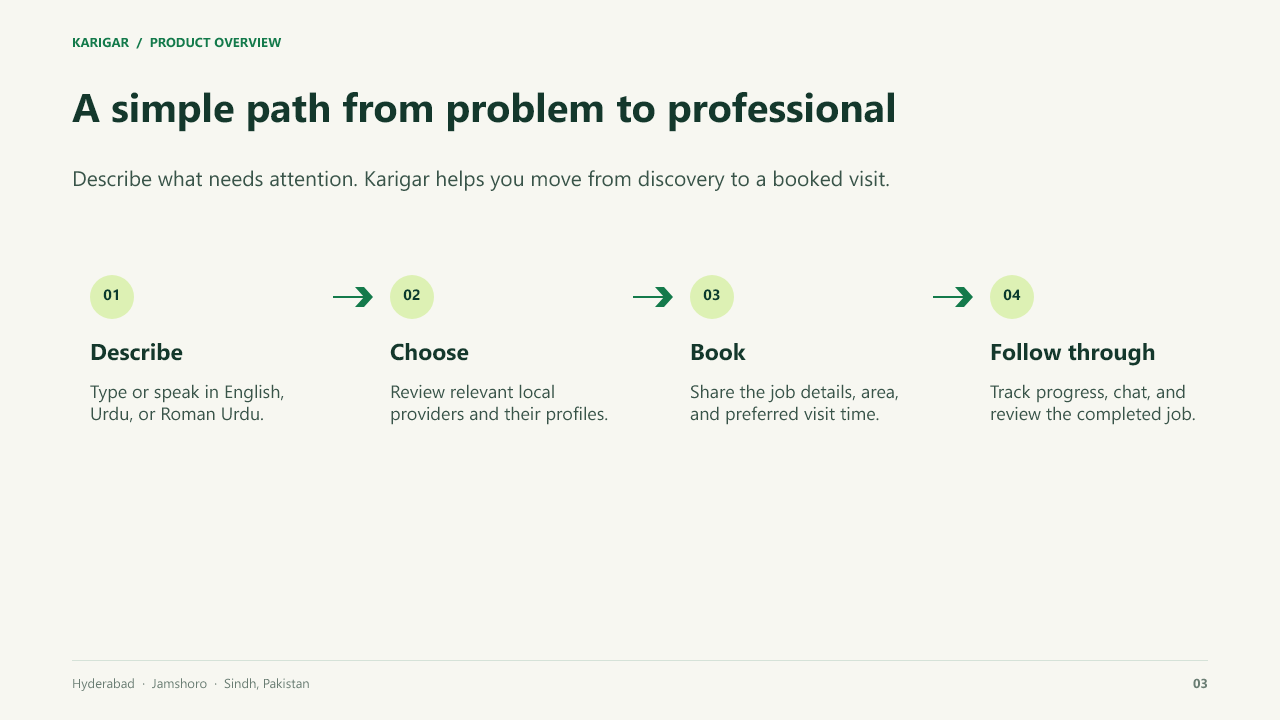 KARIGAR / PRODUCT OVERVIEW
A simple path from problem to professional
Describe what needs attention. Karigar helps you move from discovery to a booked visit.
01
Describe
Type or speak in English,
Urdu, or Roman Urdu.
02
Choose
Review relevant local
providers and their profiles.
03
Book
Share the job details, area,
and preferred visit time.
04
Follow through
Track progress, chat, and
review the completed job.
Hyderabad · Jamshoro · Sindh, Pakistan
03